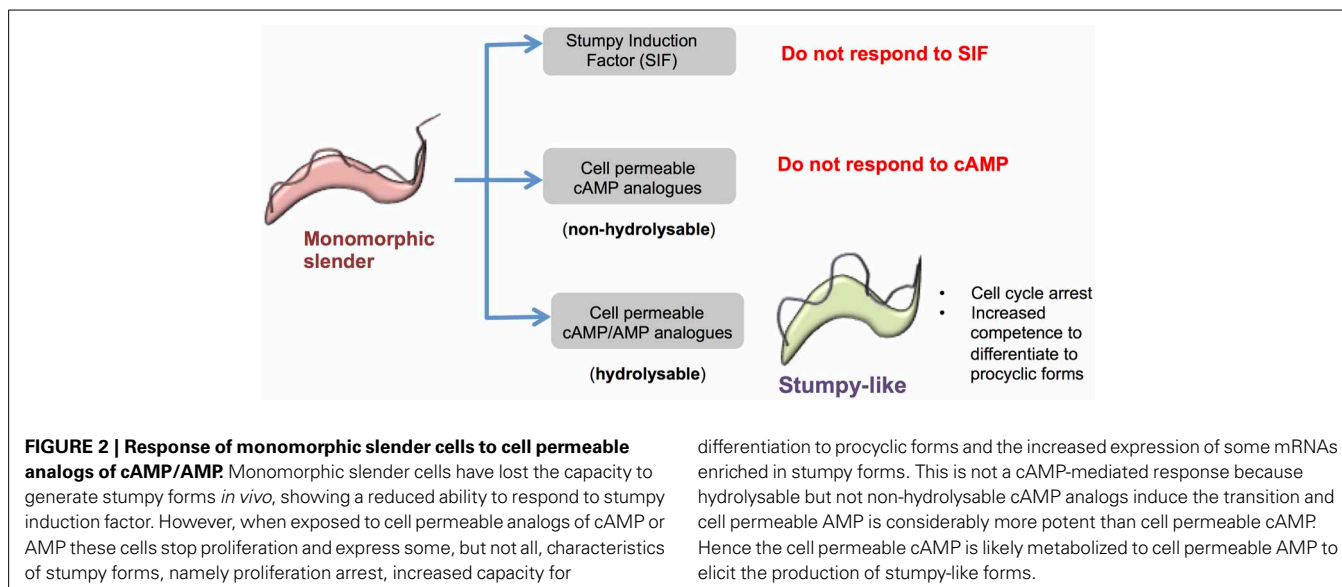 Stumpy Induction
Factor (SIF)
Do not respond to SIF
Cell permeable
cAMP analogues
(non-hydrolysable)
Do not respond to cAMP
Monomorphic
slender
Cell permeable
cAMP/AMP analogues
(hydrolysable)
Stumpy-like
• Cell cycle arrest
• Increased
competence to
differentiate to
procyclic forms
FIGURE 2 | Response of monomorphic slender cells to cell permeable
analogs of cAMP/AMP. Monomorphic slender cells have lost the capacity to
generate stumpy forms in vivo, showing a reduced ability to respond to stumpy
induction factor. However, when exposed to cell permeable analogs of cAMP or
AMP these cells stop proliferation and express some, but not all, characteristics
of stumpy forms, namely proliferation arrest, increased capacity for
differentiation to procyclic forms and the increased expression of some mRNAs
enriched in stumpy forms. This is not a cAMP-mediated response because
hydrolysable but not non-hydrolysable cAMP analogs induce the transition and
cell permeable AMP is considerably more potent than cell permeable cAMP.
Hence the cell permeable cAMP is likely metabolized to cell permeable AMP to
elicit the production of stumpy-like forms.